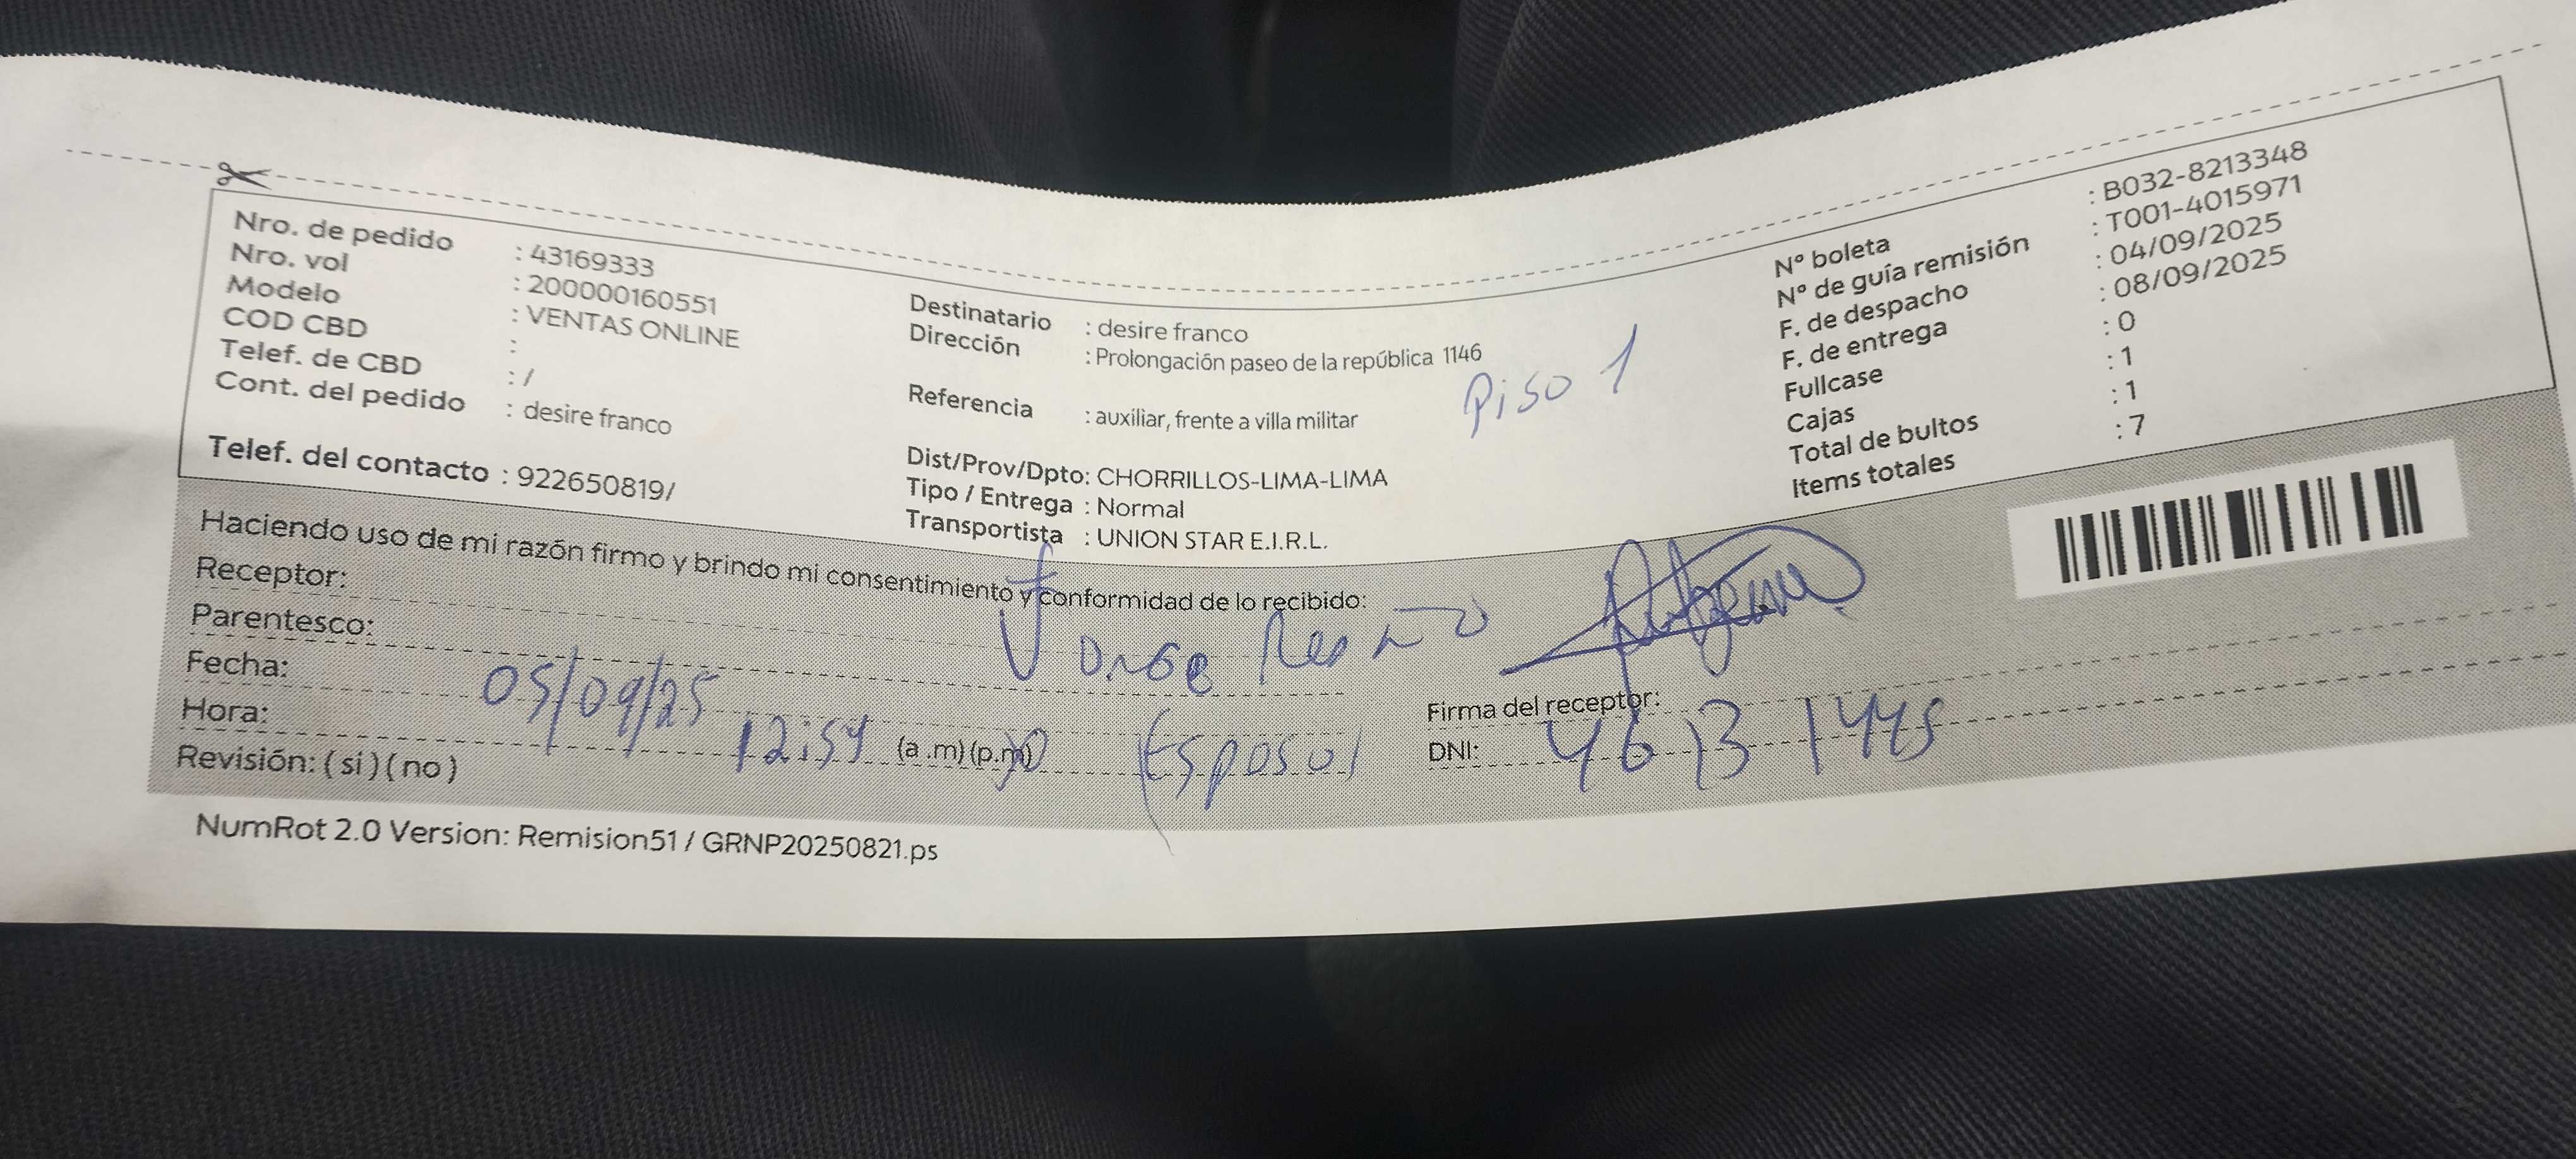 Nro. de pedido : 43169333
Nro. vol : 200000160551
Modelo : VENTAS ONLINE
COD CBD :
Telef. de CBD : /
Cont. del pedido : desire franco
Telef. del contacto : 922650819/
Destinatario : desire franco
Dirección : Prolongación paseo de la república 1146
Piso 1
Referencia : auxiliar, frente a villa militar
Dist/Prov/Dpto: CHORRILLOS-LIMA-LIMA
Tipo / Entrega : Normal
Transportista : UNION STAR E.I.R.L.
Nº boleta : B032-8213348
Nº de guía remisión : T001-4015971
F. de despacho : 04/09/2025
F. de entrega : 08/09/2025
Fullcase : 0
Cajas : 1
Total de bultos : 1
Items totales : 7
Haciendo uso de mi razón firmo y brindo mi consentimiento y conformidad de lo recibido:
Receptor: Jorge
Parentesco: Esposo
Fecha: 05/09/25
Hora: 12:54 (a .m) (p.m)
Revisión: ( si ) ( no )
Firma del receptor:
DNI: 46131445
NumRot 2.0 Version: Remision51 / GRNP20250821.ps